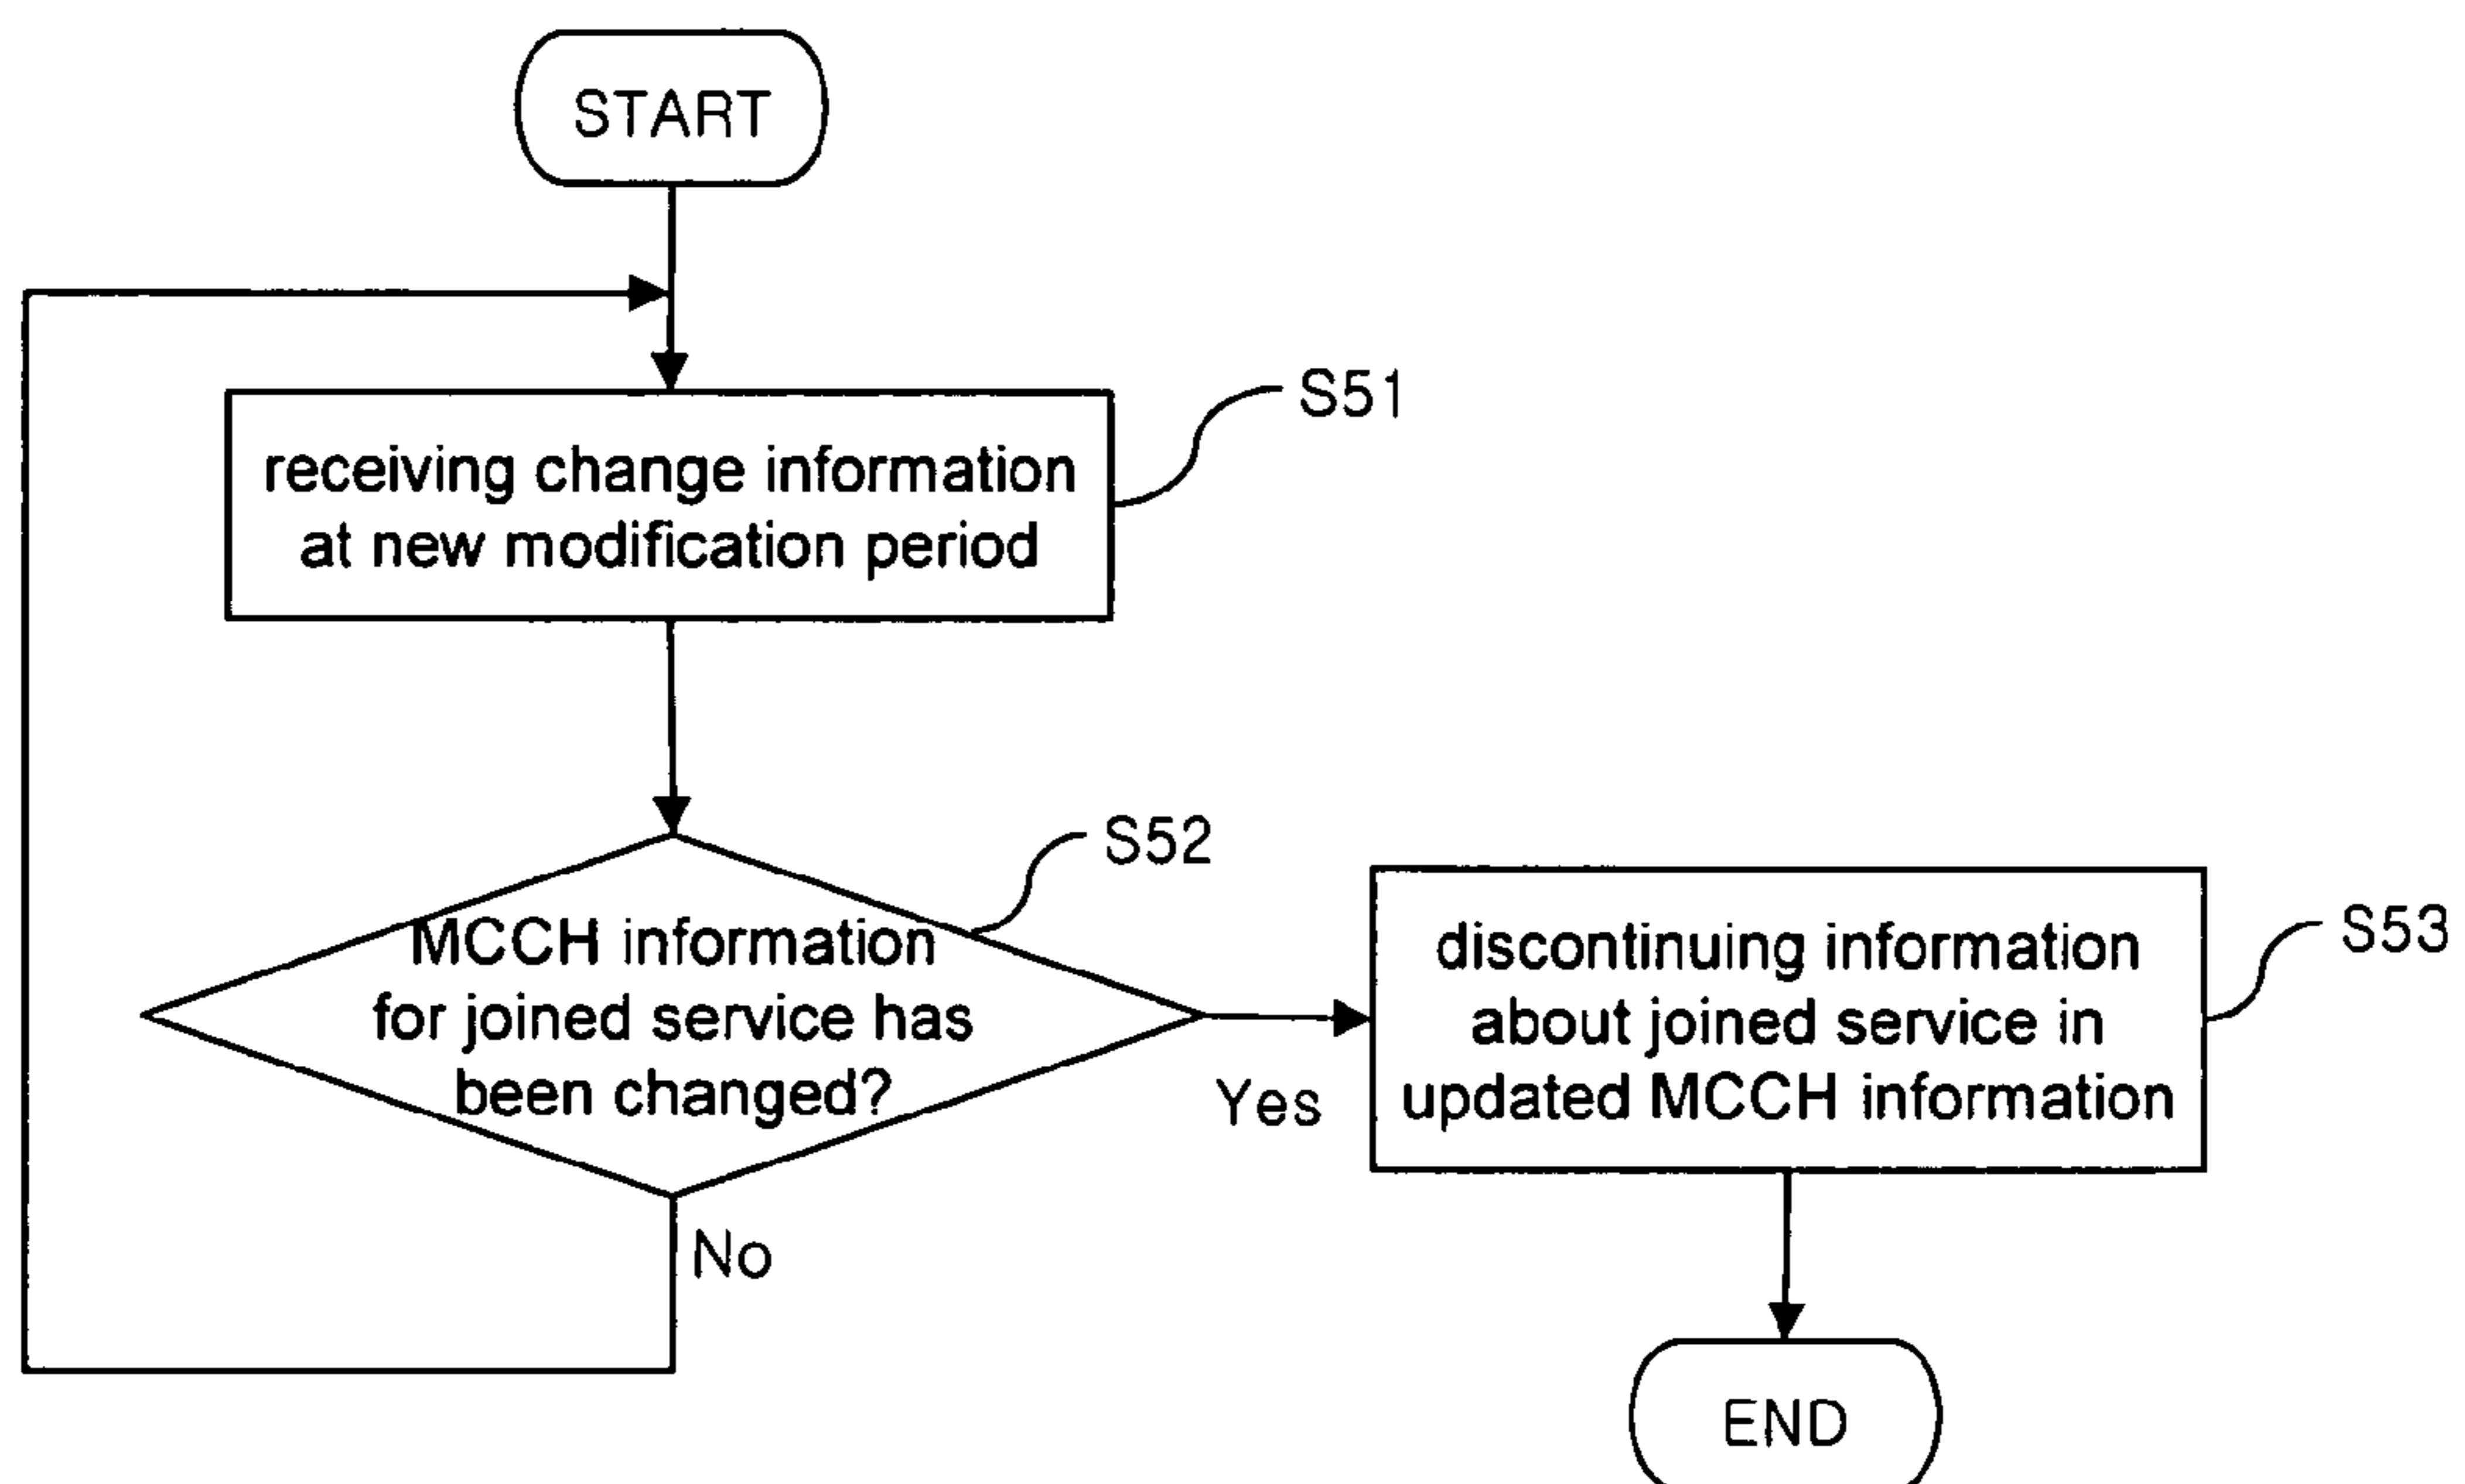 START
receiving change information
at new modification period
S51
MCCH information
for joined service has
been changed?
S52
Yes
No
discontinuing information
about joined service in
updated MCCH information
S53
END